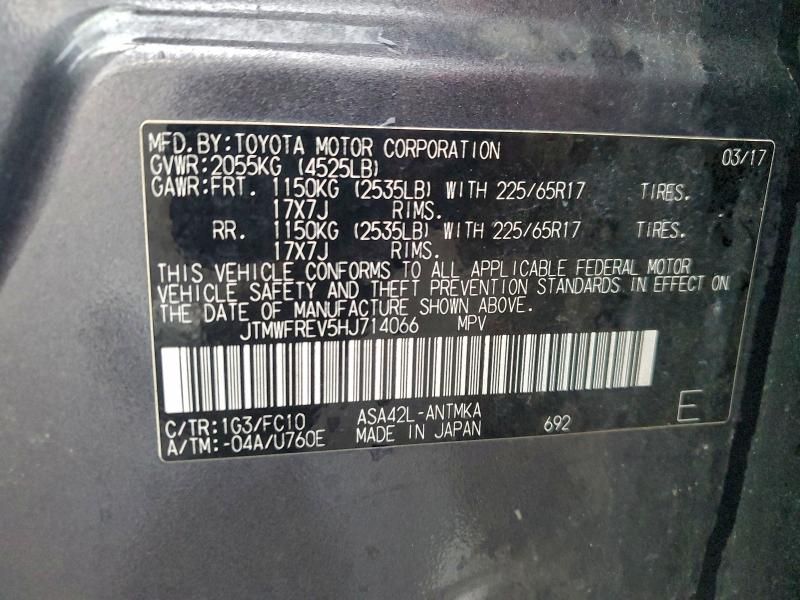 MFD.BY:TOYOTA MOTOR CORPORATION 03/17
GVWR:2055KG (4525LB)
GAWR:FRT. 1150KG (2535LB) WITH 225/65R17 TIRES.
17X7J RIMS.
RR. 1150KG (2535LB) WITH 225/65R17 TIRES.
17X7J RIMS.
THIS VEHICLE CONFORMS TO ALL APPLICABLE FEDERAL MOTOR
VEHICLE SAFETY AND THEFT PREVENTION STANDARDS IN EFFECT ON
THE DATE OF MANUFACTURE SHOWN ABOVE.
JTMWFREV5HJ714066 MPV
C/TR:1G3/FC10 ASA42L-ANTMKA
A/TM:-04A/U760E MADE IN JAPAN 692 E